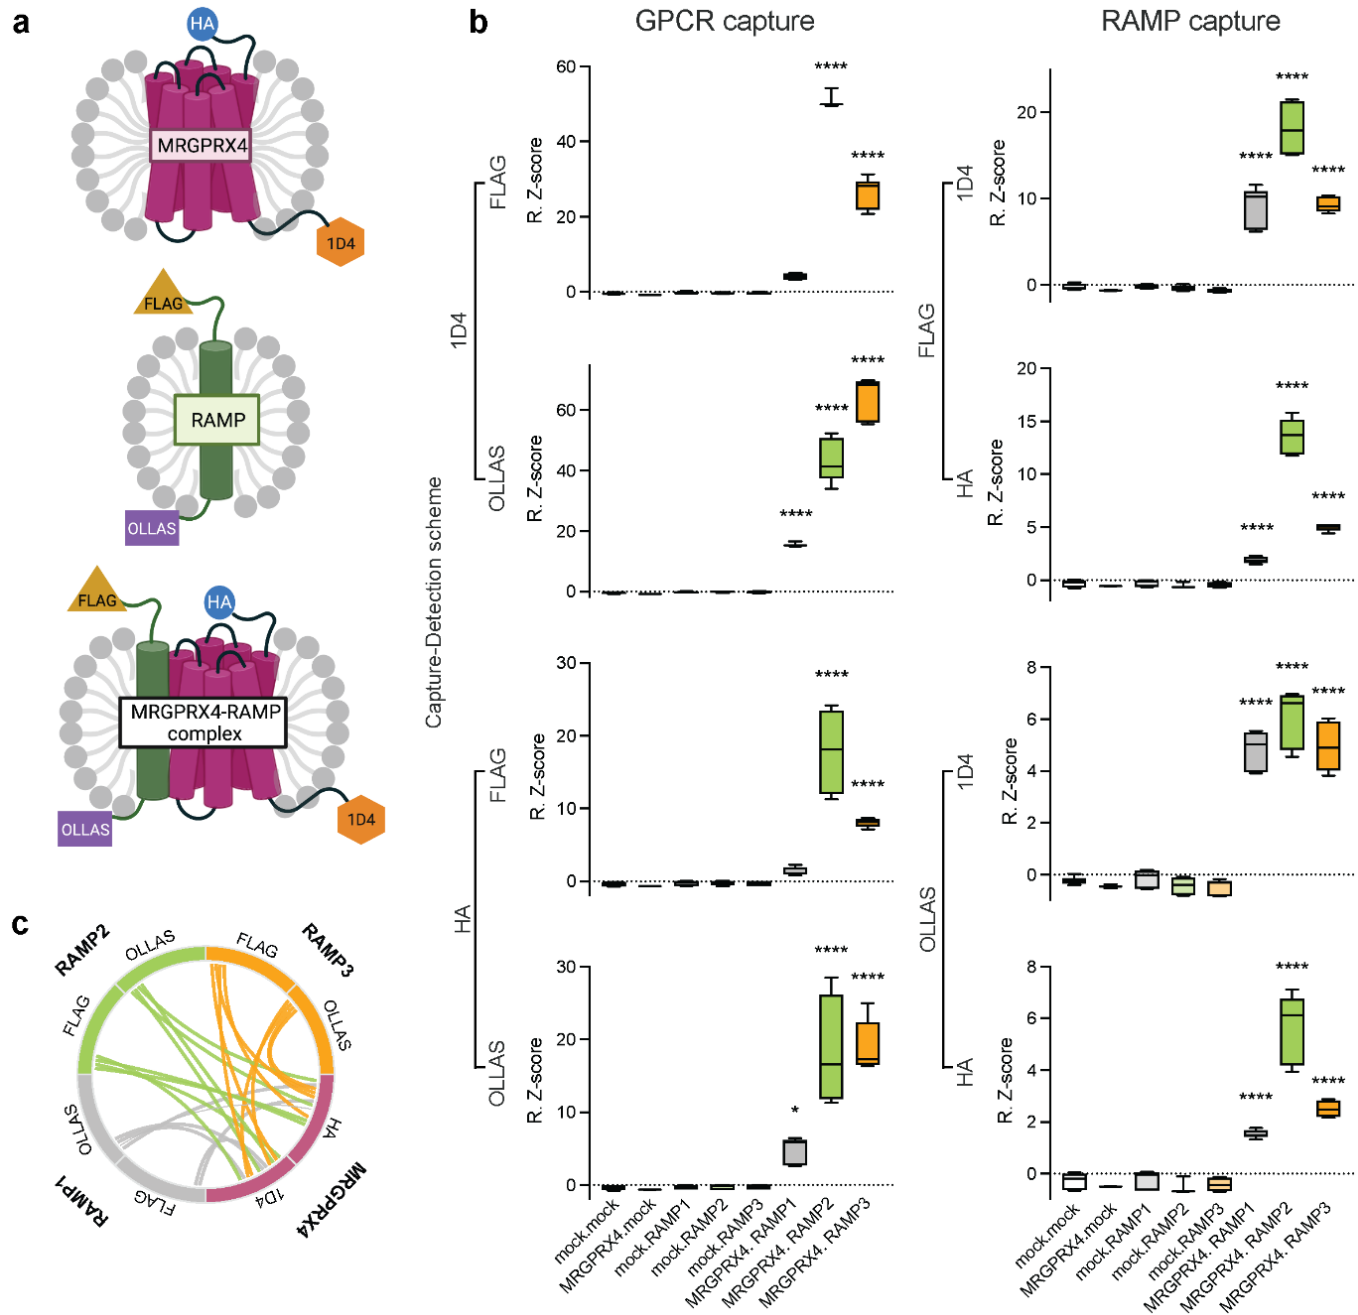 a
HA
MRGPRX4
1D4
FLAG
RAMP
OLLAS
FLAG
HA
MRGPRX4-RAMP
complex
OLLAS
1D4
b
GPCR capture
RAMP capture
Capture-Detection scheme
1D4
FLAG
R. Z-score
60
40
20
0
****
****
OLLAS
R. Z-score
60
40
20
0
****
****
****
HA
FLAG
R. Z-score
30
20
10
0
****
****
OLLAS
R. Z-score
30
20
10
0
*
****
****
mock.mock
MRGPRX4.mock
mock.RAMP1
mock.RAMP2
mock.RAMP3
MRGPRX4. RAMP1
MRGPRX4. RAMP2
MRGPRX4. RAMP3
FLAG
1D4
R. Z-score
20
10
0
****
****
****
HA
R. Z-score
20
15
10
5
0
****
****
****
OLLAS
1D4
R. Z-score
8
6
4
2
0
****
****
****
HA
R. Z-score
8
6
4
2
0
****
****
****
mock.mock
MRGPRX4.mock
mock.RAMP1
mock.RAMP2
mock.RAMP3
MRGPRX4. RAMP1
MRGPRX4. RAMP2
MRGPRX4. RAMP3
c
RAMP2
OLLAS
FLAG
RAMP3
FLAG
OLLAS
OLLAS
HA
RAMP1
FLAG
1D4
MRGPRX4